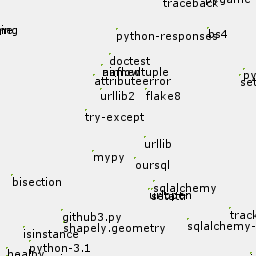 traceback
python-responses
bs4
doctest
attributeerror
urllib2
flake8
try-except
urllib
mypy
oursql
bisection
sqlalchemy
github3.py
shapely.geometry
sqlalchemy-
track
isinstance
python-3.1